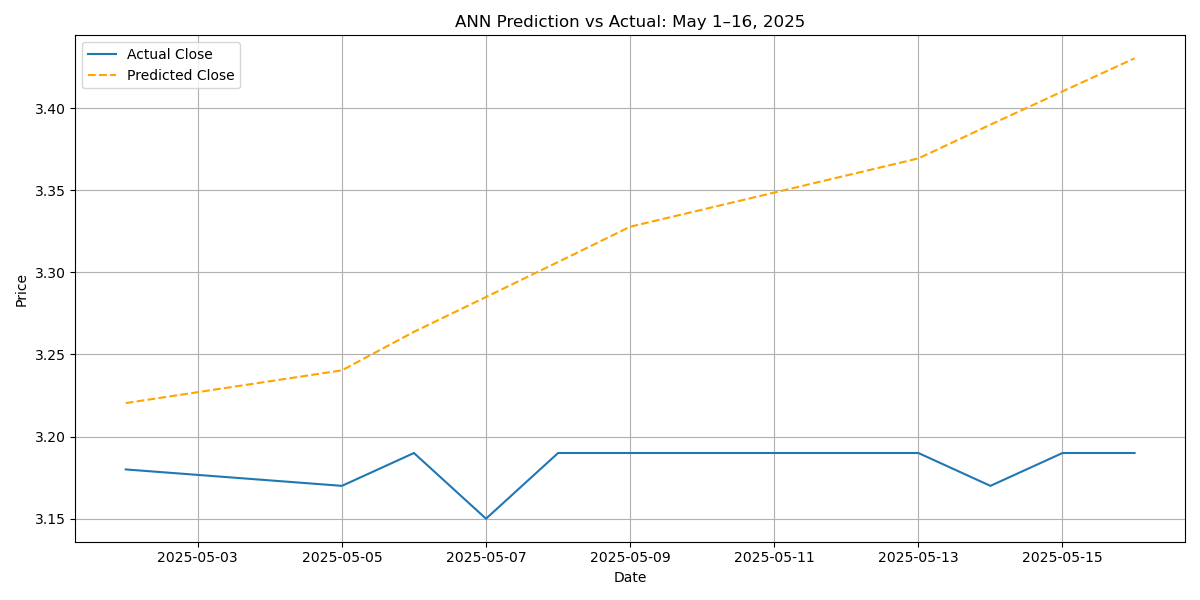 ANN Prediction vs Actual: May 1–16, 2025
Actual Close
Predicted Close
3.40
3.35
3.30
3.25
3.20
3.15
Price
2025-05-03 2025-05-05 2025-05-07 2025-05-09 2025-05-11 2025-05-13 2025-05-15
Date